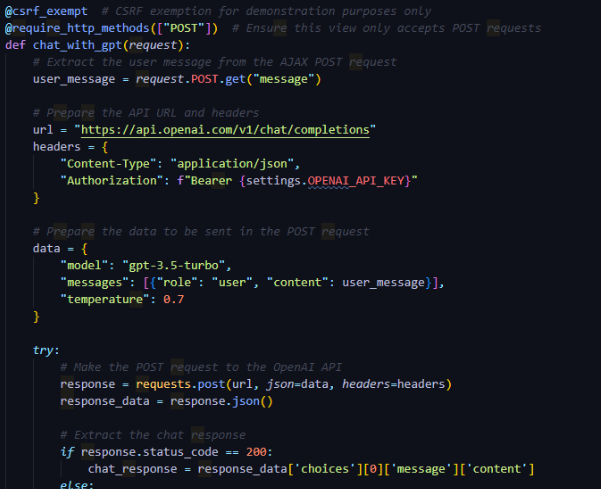 @csrf_exempt  # CSRF exemption for demonstration purposes only
@require_http_methods(["POST"])  # Ensure this view only accepts POST requests
def chat_with_gpt(request):
    # Extract the user message from the AJAX POST request
    user_message = request.POST.get("message")

    # Prepare the API URL and headers
    url = "https://api.openai.com/v1/chat/completions"
    headers = {
        "Content-Type": "application/json",
        "Authorization": f"Bearer {settings.OPENAI_API_KEY}"
    }

    # Prepare the data to be sent in the POST request
    data = {
        "model": "gpt-3.5-turbo",
        "messages": [{"role": "user", "content": user_message}],
        "temperature": 0.7
    }

    try:
        # Make the POST request to the OpenAI API
        response = requests.post(url, json=data, headers=headers)
        response_data = response.json()

        # Extract the chat response
        if response.status_code == 200:
            chat_response = response_data['choices'][0]['message']['content']
        else: